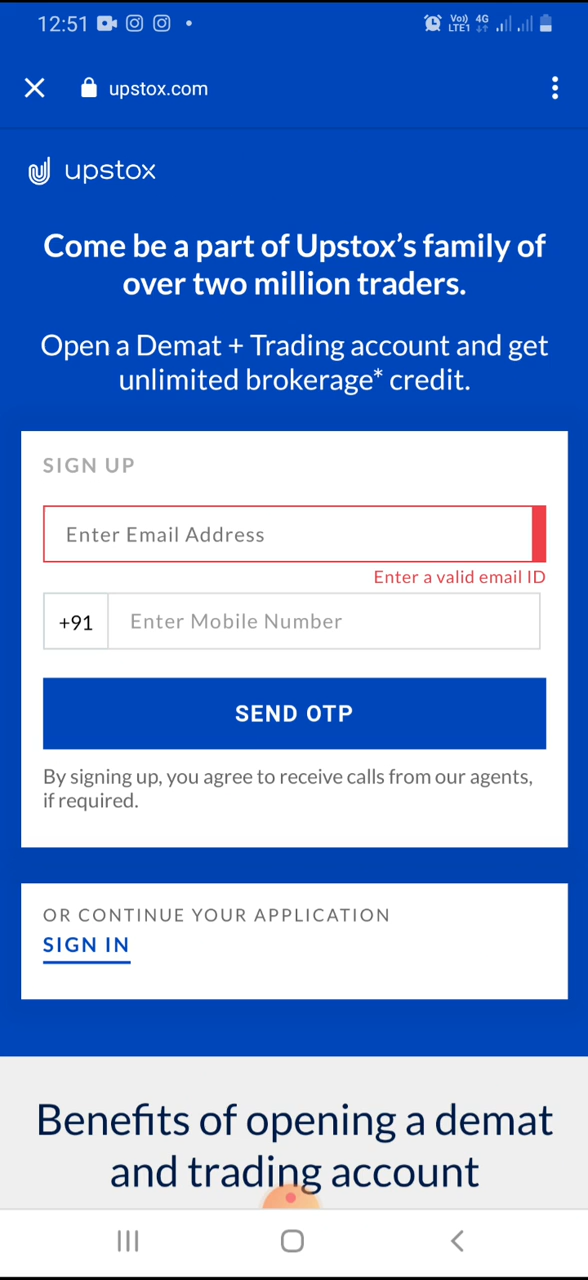 12:51
Vo)) 4G
LTE1
upstox.com
upstox
Come be a part of Upstox's family of
over two million traders.
Open a Demat + Trading account and get
unlimited brokerage* credit.
SIGN UP
Enter Email Address
Enter a valid email ID
+91 Enter Mobile Number
SEND OTP
By signing up, you agree to receive calls from our agents,
if required.
OR CONTINUE YOUR APPLICATION
SIGN IN
Benefits of opening a demat
and trading account